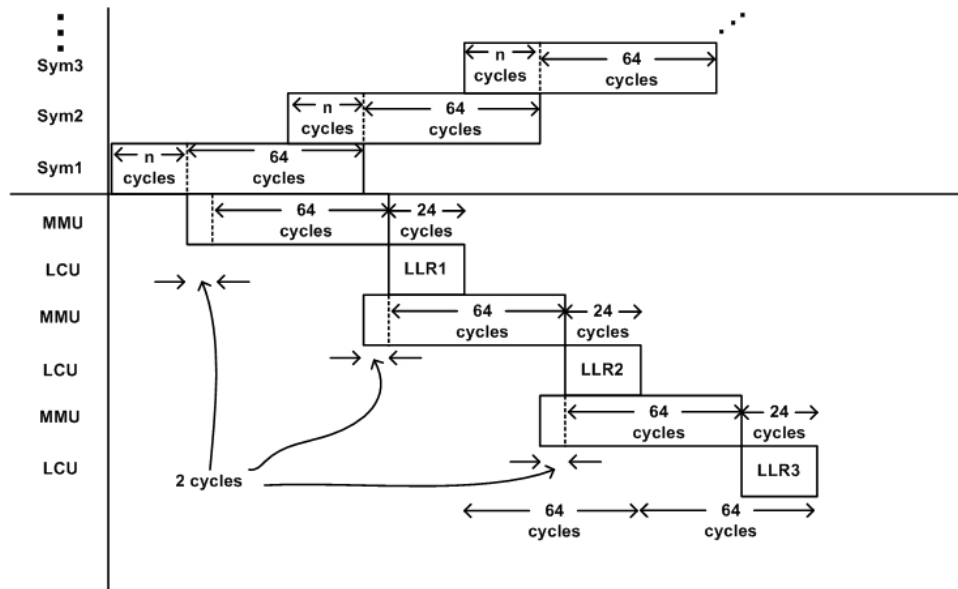 Sym3
n
cycles
64
cycles
Sym2
n
cycles
64
cycles
Sym1
n
cycles
64
cycles
MMU
64
cycles
24
cycles
LCU
LLR1
MMU
64
cycles
24
cycles
LCU
LLR2
MMU
64
cycles
24
cycles
LCU
2 cycles
LLR3
64
cycles
64
cycles